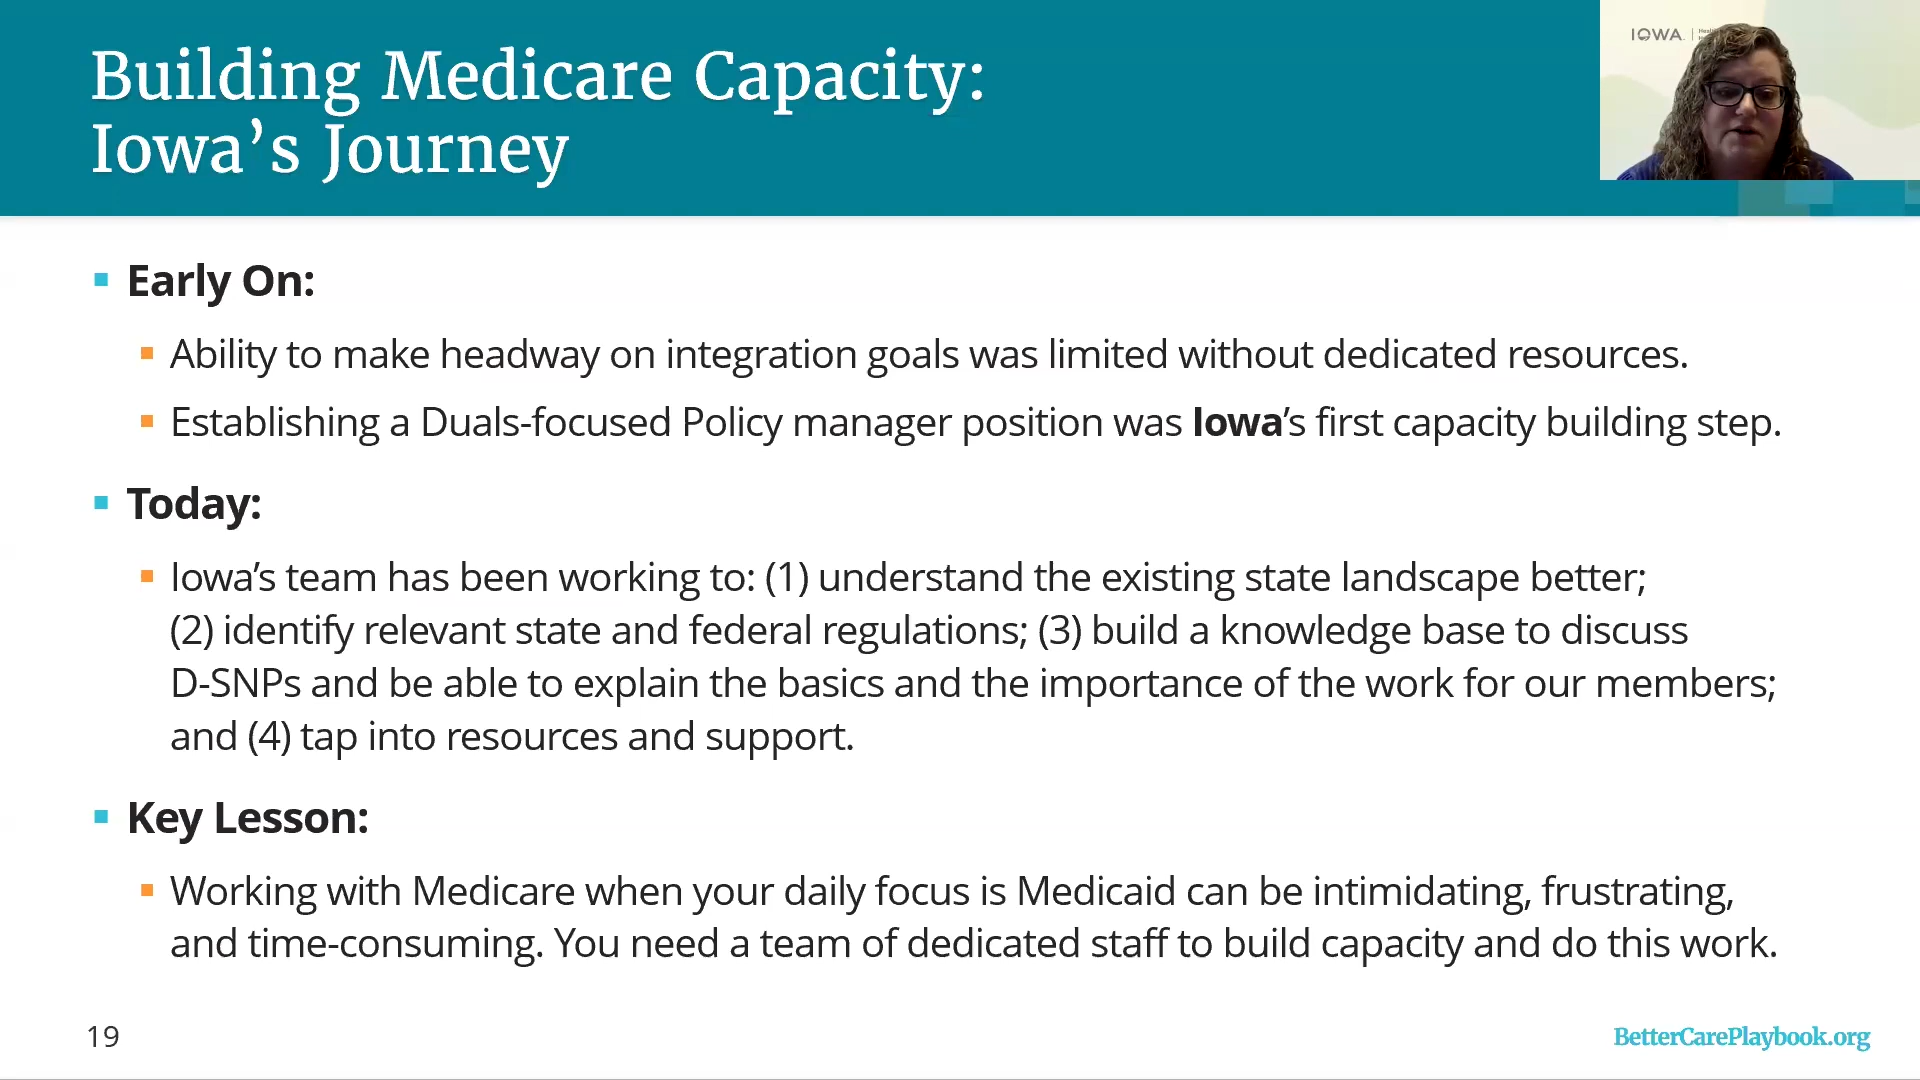 Building Medicare Capacity:
Iowa’s Journey
IOWA.
Early On:
Ability to make headway on integration goals was limited without dedicated resources.
Establishing a Duals-focused Policy manager position was Iowa’s first capacity building step.
Today:
Iowa’s team has been working to: (1) understand the existing state landscape better;
(2) identify relevant state and federal regulations; (3) build a knowledge base to discuss
D-SNPs and be able to explain the basics and the importance of the work for our members;
and (4) tap into resources and support.
Key Lesson:
Working with Medicare when your daily focus is Medicaid can be intimidating, frustrating,
and time-consuming. You need a team of dedicated staff to build capacity and do this work.
19
BetterCarePlaybook.org